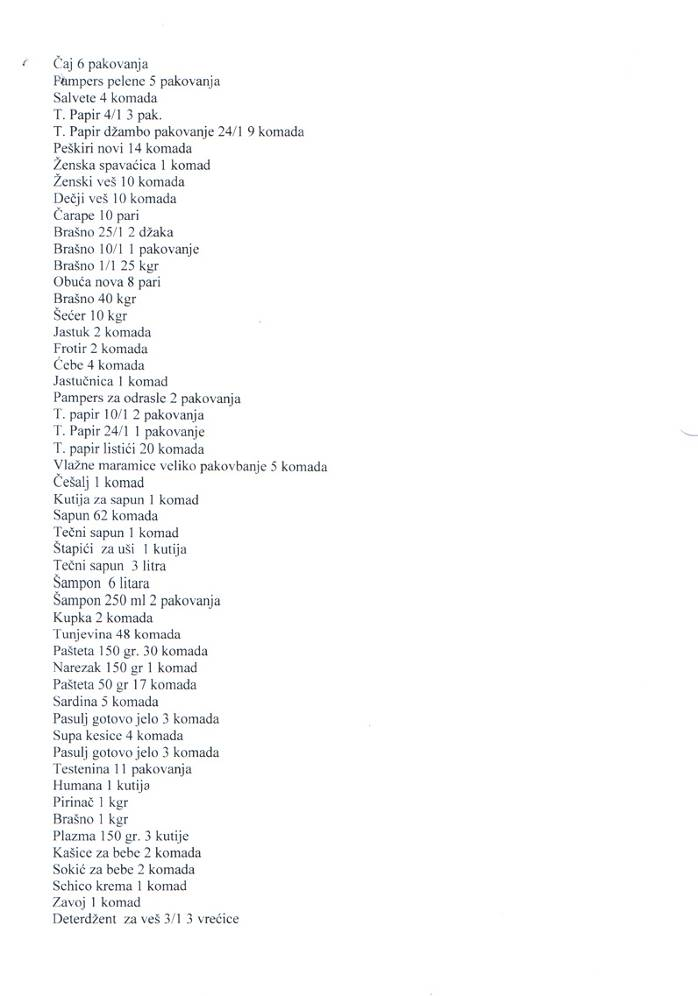 Čaj 6 pakovanja
Pampers pelene 5 pakovanja
Salvete 4 komada
T. Papir 4/1 3 pak.
T. Papir džambo pakovanje 24/1 9 komada
Peškiri novi 14 komada
Ženska spavaćica 1 komad
Ženski veš 10 komada
Dečji veš 10 komada
Čarape 10 pari
Brašno 25/1 2 džaka
Brašno 10/1 1 pakovanje
Brašno 1/1 25 kgr
Obuća nova 8 pari
Brašno 40 kgr
Šećer 10 kgr
Jastuk 2 komada
Frotir 2 komada
Ćebe 4 komada
Jastučnica 1 komad
Pampers za odrasle 2 pakovanja
T. papir 10/1 2 pakovanja
T. Papir 24/1 1 pakovanje
T. papir listići 20 komada
Vlažne maramice veliko pakovbanje 5 komada
Češalj 1 komad
Kutija za sapun 1 komad
Sapun 62 komada
Tečni sapun 1 komad
Štapići  za uši  1 kutija
Tečni sapun  3 litra
Šampon  6 litara
Šampon 250 ml 2 pakovanja
Kupka 2 komada
Tunjevina 48 komada
Pašteta 150 gr. 30 komada
Narezak 150 gr 1 komad
Pašteta 50 gr 17 komada
Sardina 5 komada
Pasulj gotovo jelo 3 komada
Supa kesice 4 komada
Pasulj gotovo jelo 3 komada
Testenina 11 pakovanja
Humana 1 kutija
Pirinač 1 kgr
Brašno 1 kgr
Plazma 150 gr. 3 kutije
Kašice za bebe 2 komada
Sokić za bebe 2 komada
Schico krema 1 komad
Zavoj 1 komad
Deterdžent  za veš 3/1 3 vrećice